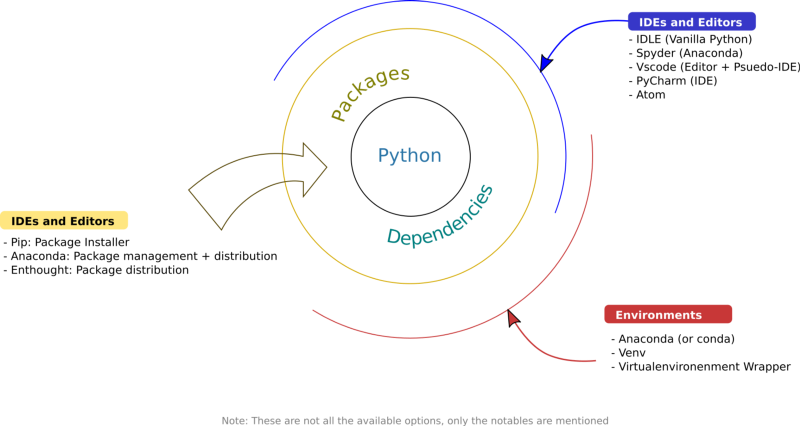 IDEs and Editors
- IDLE (Vanilla Python)
- Spyder (Anaconda)
- Vscode (Editor + Psuedo-IDE)
- PyCharm (IDE)
- Atom
Packages
Python
Dependencies
IDEs and Editors
- Pip: Package Installer
- Anaconda: Package management + distribution
- Enthought: Package distribution
Environments
- Anaconda (or conda)
- Venv
- Virtualenvironenment Wrapper
Note: These are not all the available options, only the notables are mentioned